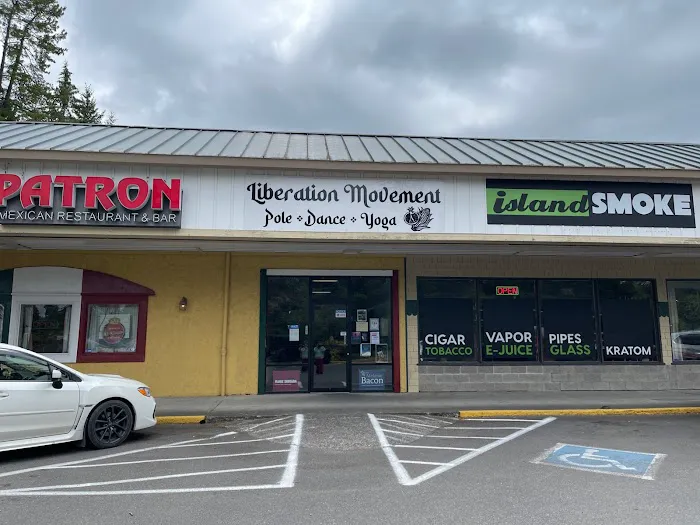 PATRON
MEXICAN RESTAURANT & BAR
Liberation Movement
Pole Dance Yoga
island SMOKE
OPEN
CIGAR
TOBACCO
VAPOR
E-JUICE
PIPES
GLASS
KRATOM
Bacon